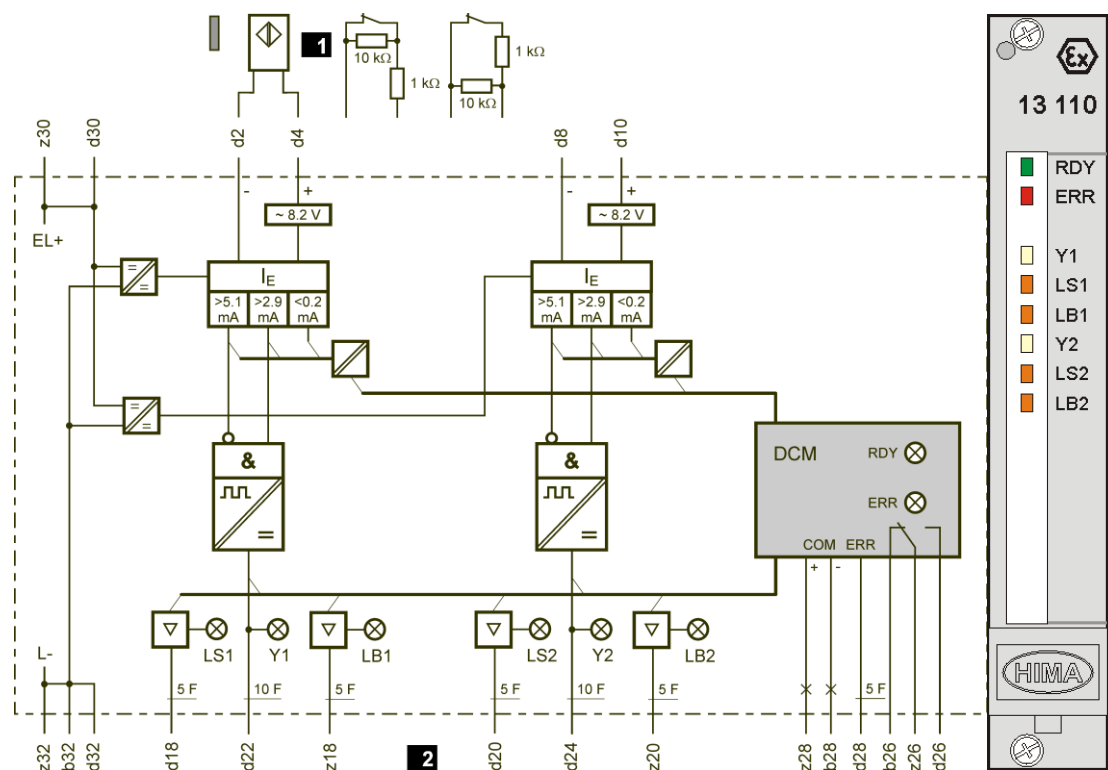 1
10 kΩ
1 kΩ
1 kΩ
10 kΩ
z30
d30
d2
d4
d8
d10
Ex
13 110
RDY
ERR
Y1
LS1
LB1
Y2
LS2
LB2
HIMA
- +
- +
~ 8.2 V
~ 8.2 V
EL+
= =
IE
IE
>5.1 mA
>2.9 mA
<0.2 mA
>5.1 mA
>2.9 mA
<0.2 mA
= =
&
=
&
=
DCM
RDY
ERR
COM ERR
+ -
LS1
Y1
LB1
LS2
Y2
LB2
L-
5 F
10 F
5 F
5 F
10 F
5 F
5 F
z32
b32
d32
d18
d22
z18
2
d20
d24
z20
z28
b28
d28
b26
z26
d26